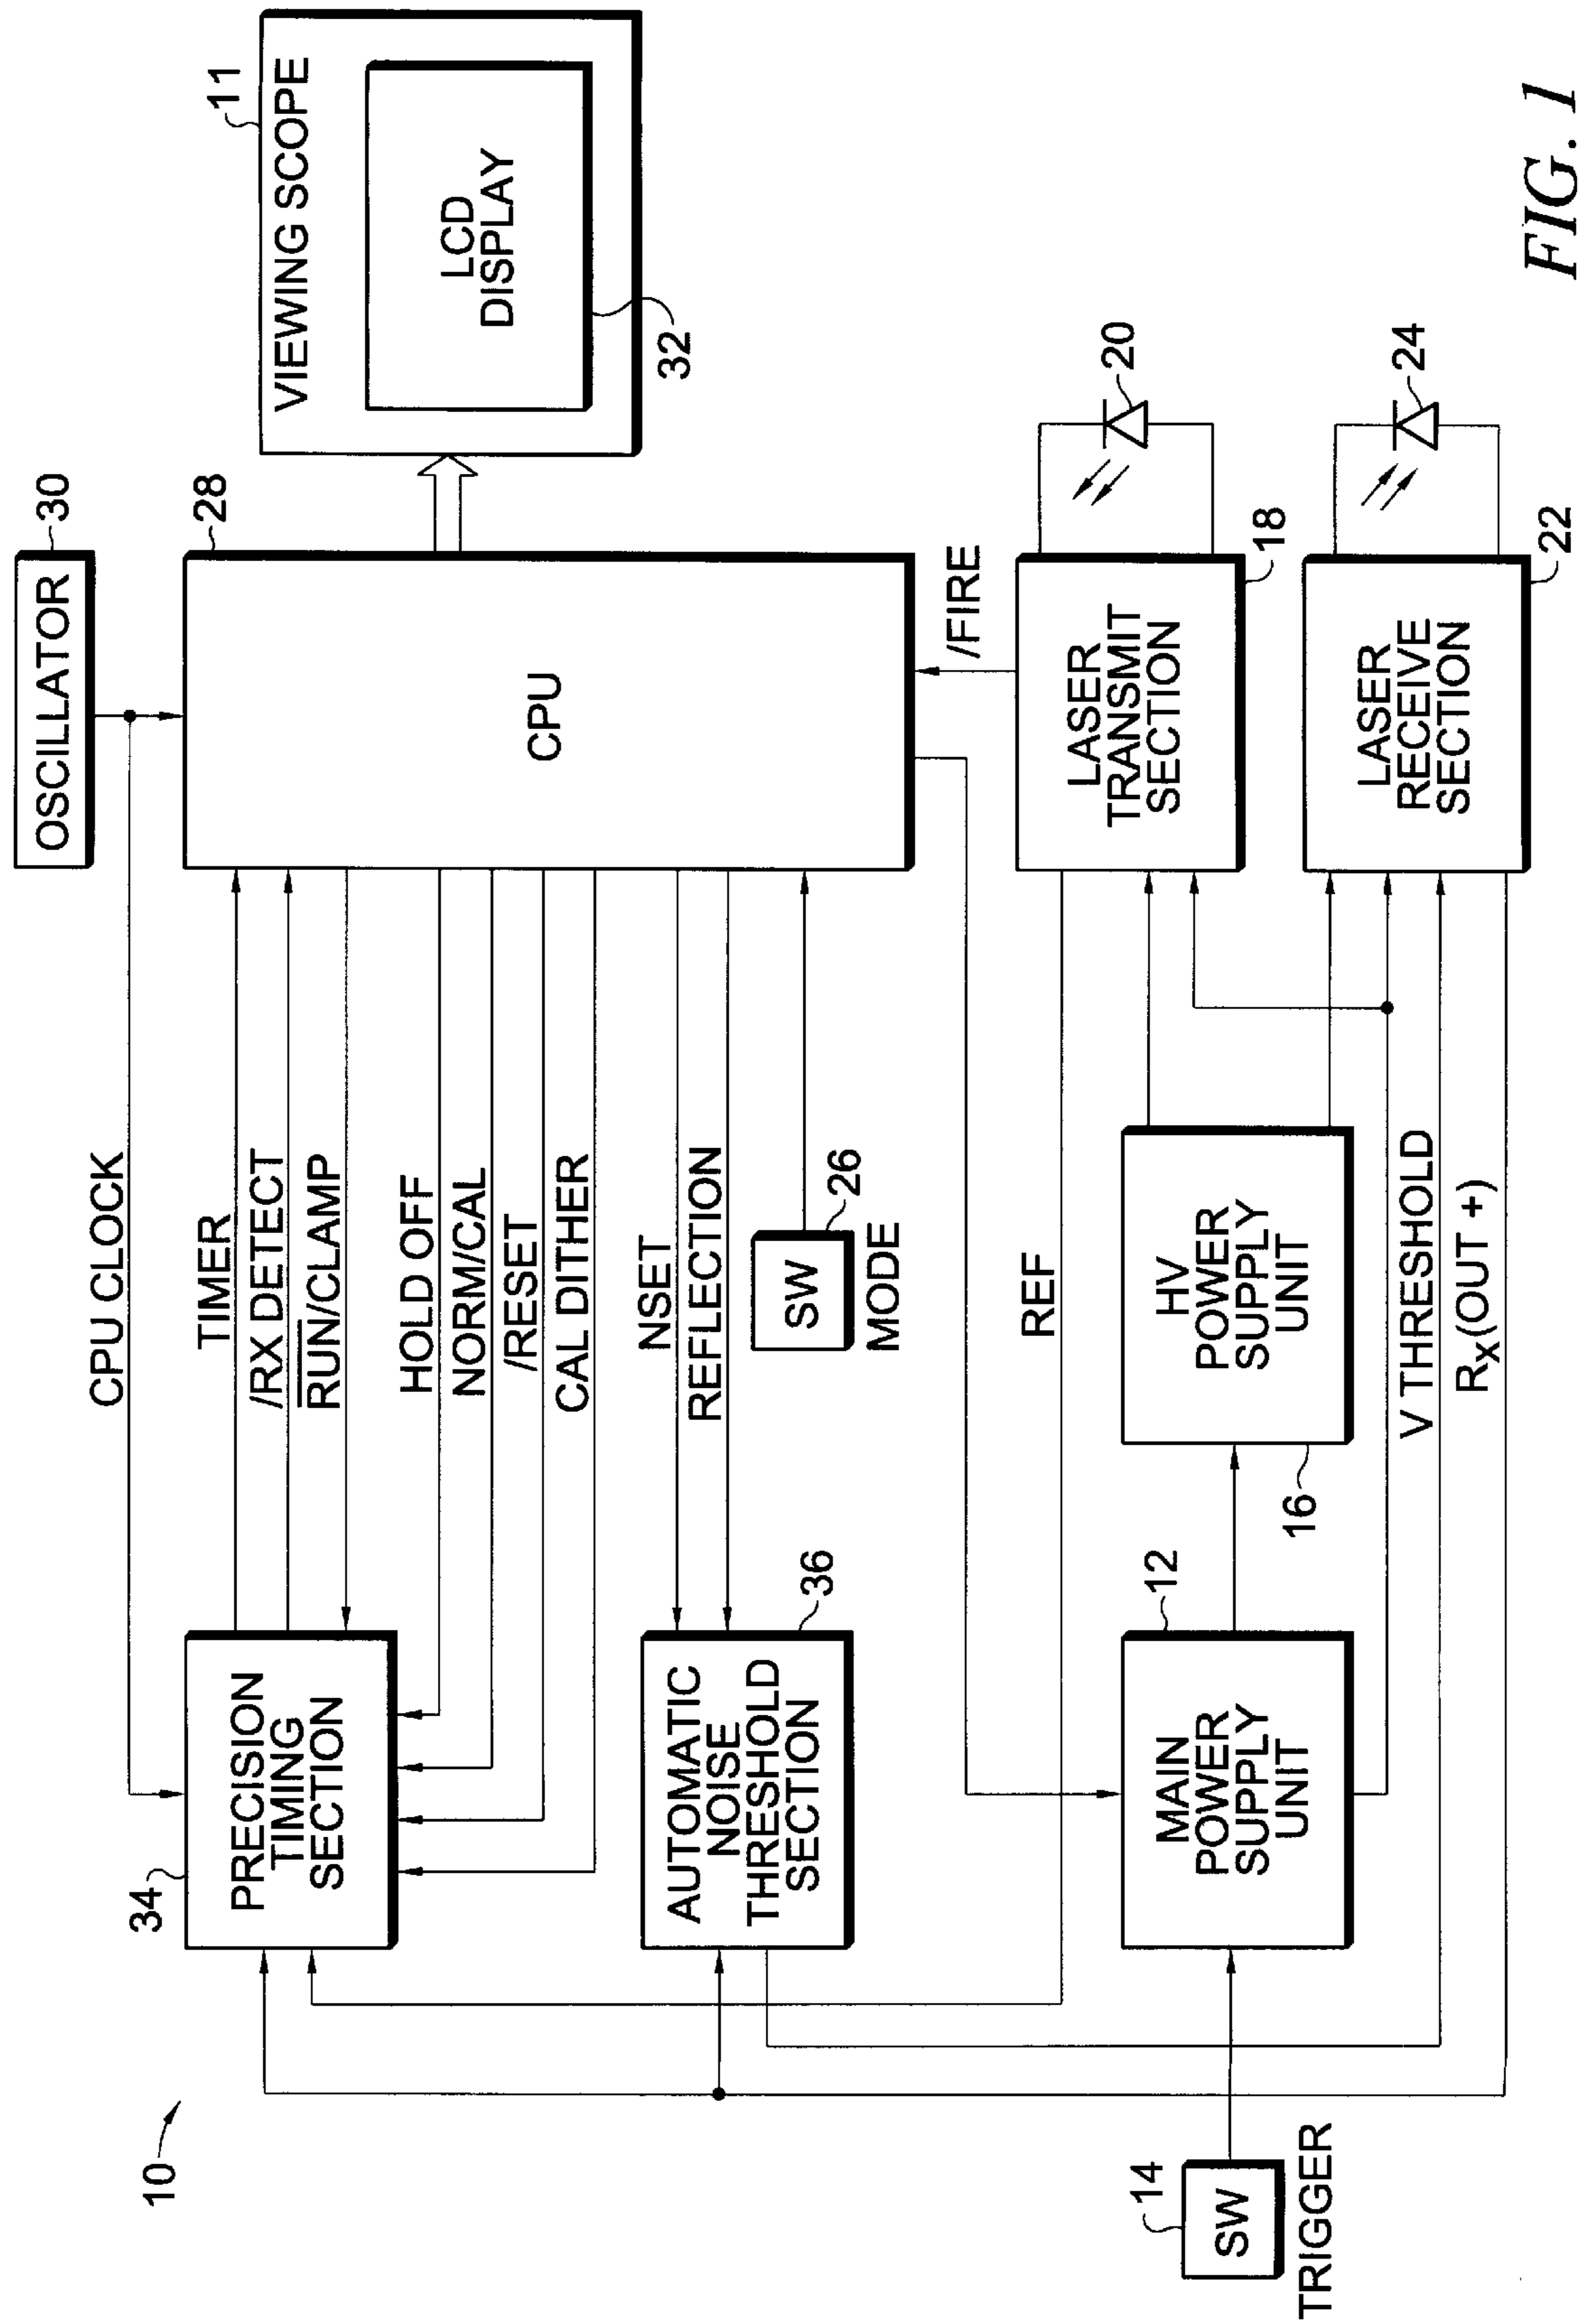 10
34
PRECISION
TIMING
SECTION
CPU CLOCK
TIMER
/RX DETECT
RUN/CLAMP
HOLD OFF
NORM/CAL
/RESET
CAL DITHER
OSCILLATOR
30
28
CPU
11
VIEWING SCOPE
LCD
DISPLAY
32
AUTOMATIC
NOISE
THRESHOLD
SECTION
36
NSET
REFLECTION
SW
26
MODE
/FIRE
REF
14
SW
TRIGGER
12
MAIN
POWER
SUPPLY
UNIT
HV
POWER
SUPPLY
UNIT
16
LASER
TRANSMIT
SECTION
18
20
V THRESHOLD
Rx(OUT +)
LASER
RECEIVE
SECTION
22
24
FIG. 1